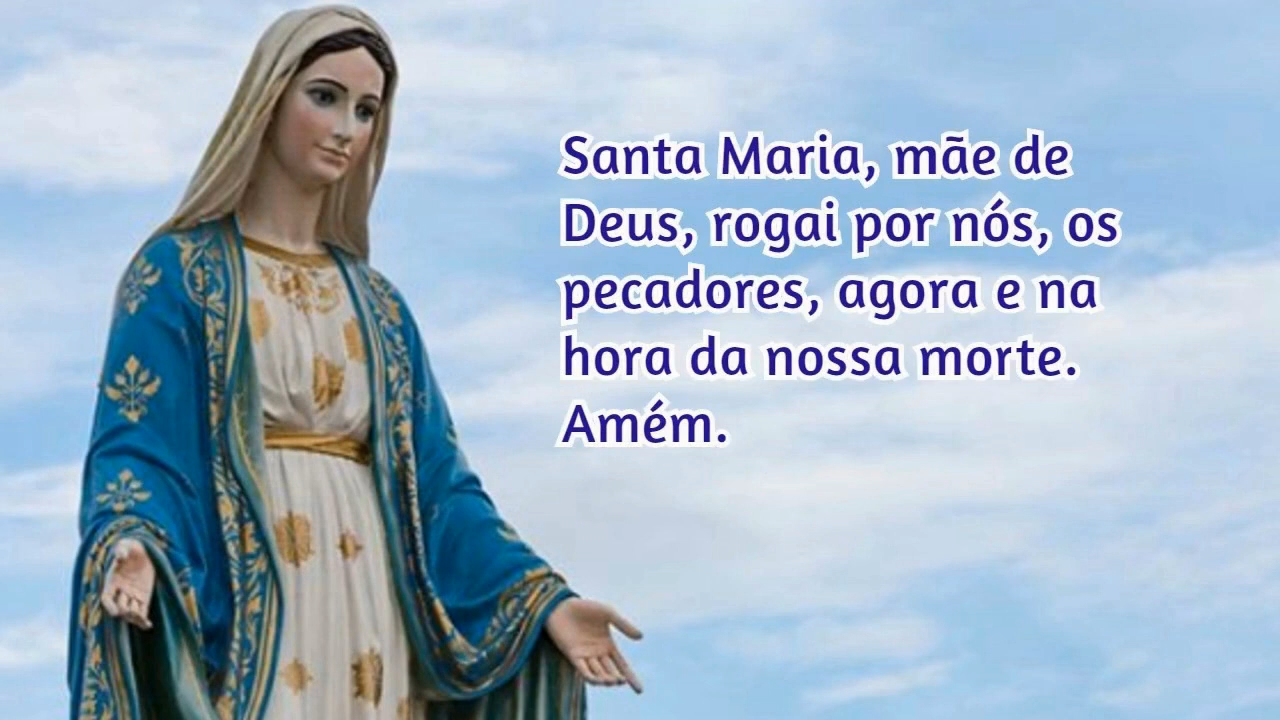 Santa Maria, mãe de
Deus, rogai por nós, os
pecadores, agora e na
hora da nossa morte.
Amém.